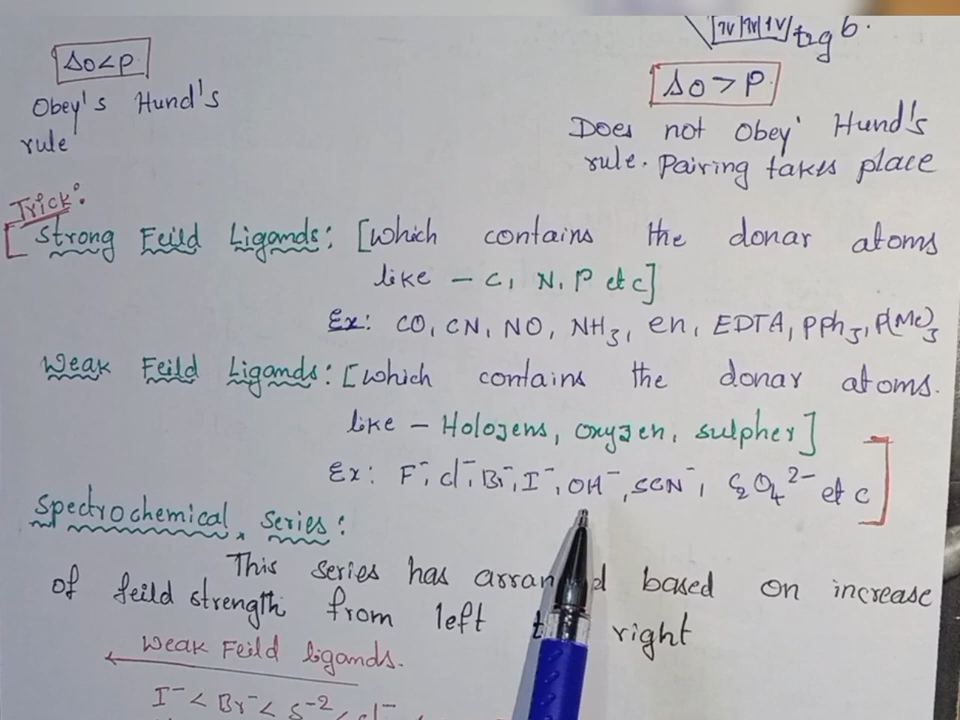 t2g6.
Δo<P
Δo > P
Obey's Hund's
rule
Does not Obey' Hund's
rule. Pairing takes place
Trick:
Strong Feild Ligands: [which contains the donar atoms
like – C, N, P etc]
Ex: CO, CN, NO, NH3, en, EDTA, PPh3, P(Me)3
Weak Feild Ligands: [which contains the donar atoms.
like – Hologens, oxygen, sulpher]
Ex: F⁻, Cl⁻, Br⁻, I⁻, OH⁻, SCN⁻, C2O4²⁻ etc
Spectrochemical Series:
This series has arran d based on increase
of feild strength from left t right
Weak Feild ligands.
I⁻ < Br⁻ < S⁻² < Cl⁻